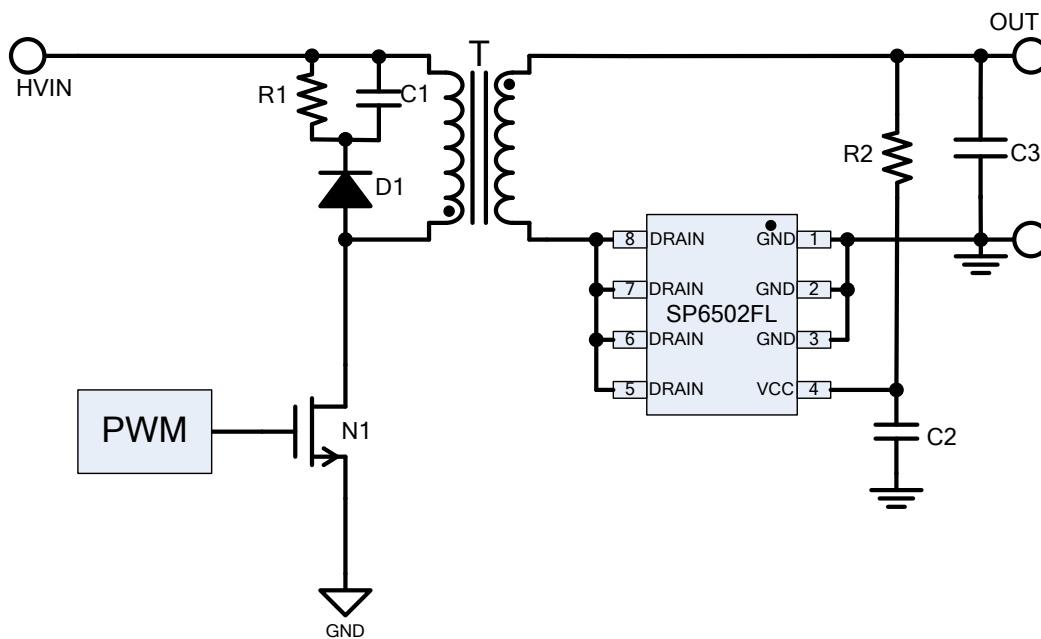 OUT
HVIN
T
R1
C1
D1
R2
C3
8 DRAIN GND 1
7 DRAIN GND 2
SP6502FL
6 DRAIN GND 3
5 DRAIN VCC 4
PWM
N1
C2
GND